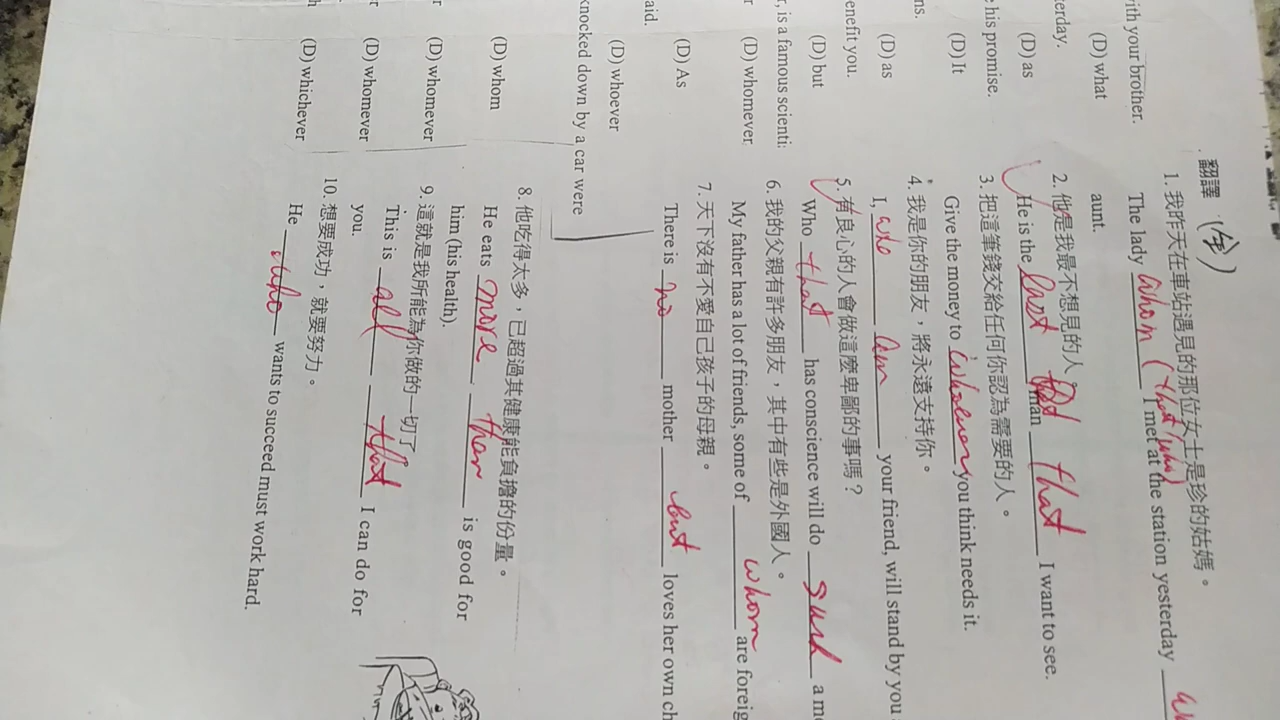 ith your brother.
(D) what
erday.
(D) as
e his promise.
(D) It
ns.
(D) as
enefit you.
(D) but
r, is a famous scienti
(D) whomever
(D) As
aid.
(D) whoever
knocked down by a car were
(D) whom
(D) whomever
(D) whomever
(D) whichever
翻譯 (全)
1. 我昨天在車站遇見的那位女士是珍的姑媽。
The lady whom (that/who) I met at the station yesterday
aunt.
2. 他是我最不想見的人。
He is the last man that I want to see.
3. 把這筆錢交給任何你認為需要的人。
Give the money to whoever you think needs it.
4. 我是你的朋友,將永遠支持你。
I, who am your friend, will stand by you
5. 有良心的人會做這麼卑鄙的事嗎?
Who that has conscience will do such a m
6. 我的父親有許多朋友,其中有些是外國人。
My father has a lot of friends, some of whom are foreig
7. 天下沒有不愛自己孩子的母親。
There is no mother but loves her own ch
8. 他吃得太多,已超過其健康能負擔的份量。
He eats more than is good for
him (his health).
9. 這就是我所能為你做的一切了。
This is all that I can do for
you.
10. 想要成功,就要努力。
He who wants to succeed must work hard.